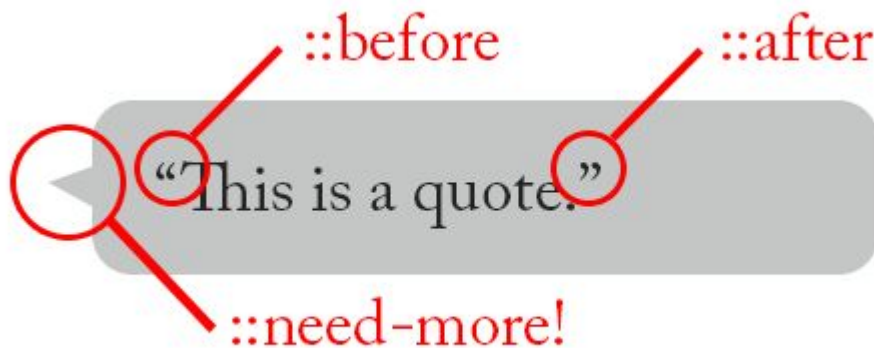 ::before ::after
“This is a quote.”
::need-more!